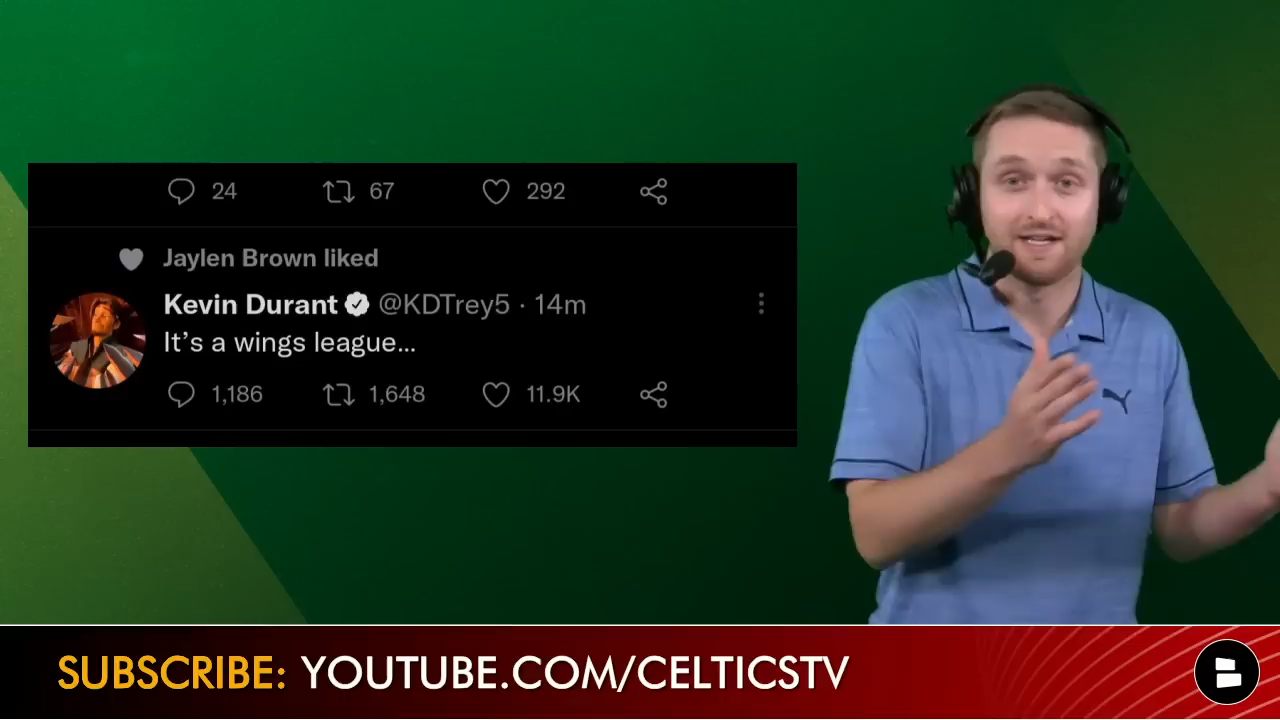 24 67 292
Jaylen Brown liked
Kevin Durant @KDTrey5 · 14m
It’s a wings league...
1,186 1,648 11.9K
SUBSCRIBE: YOUTUBE.COM/CELTICSTV